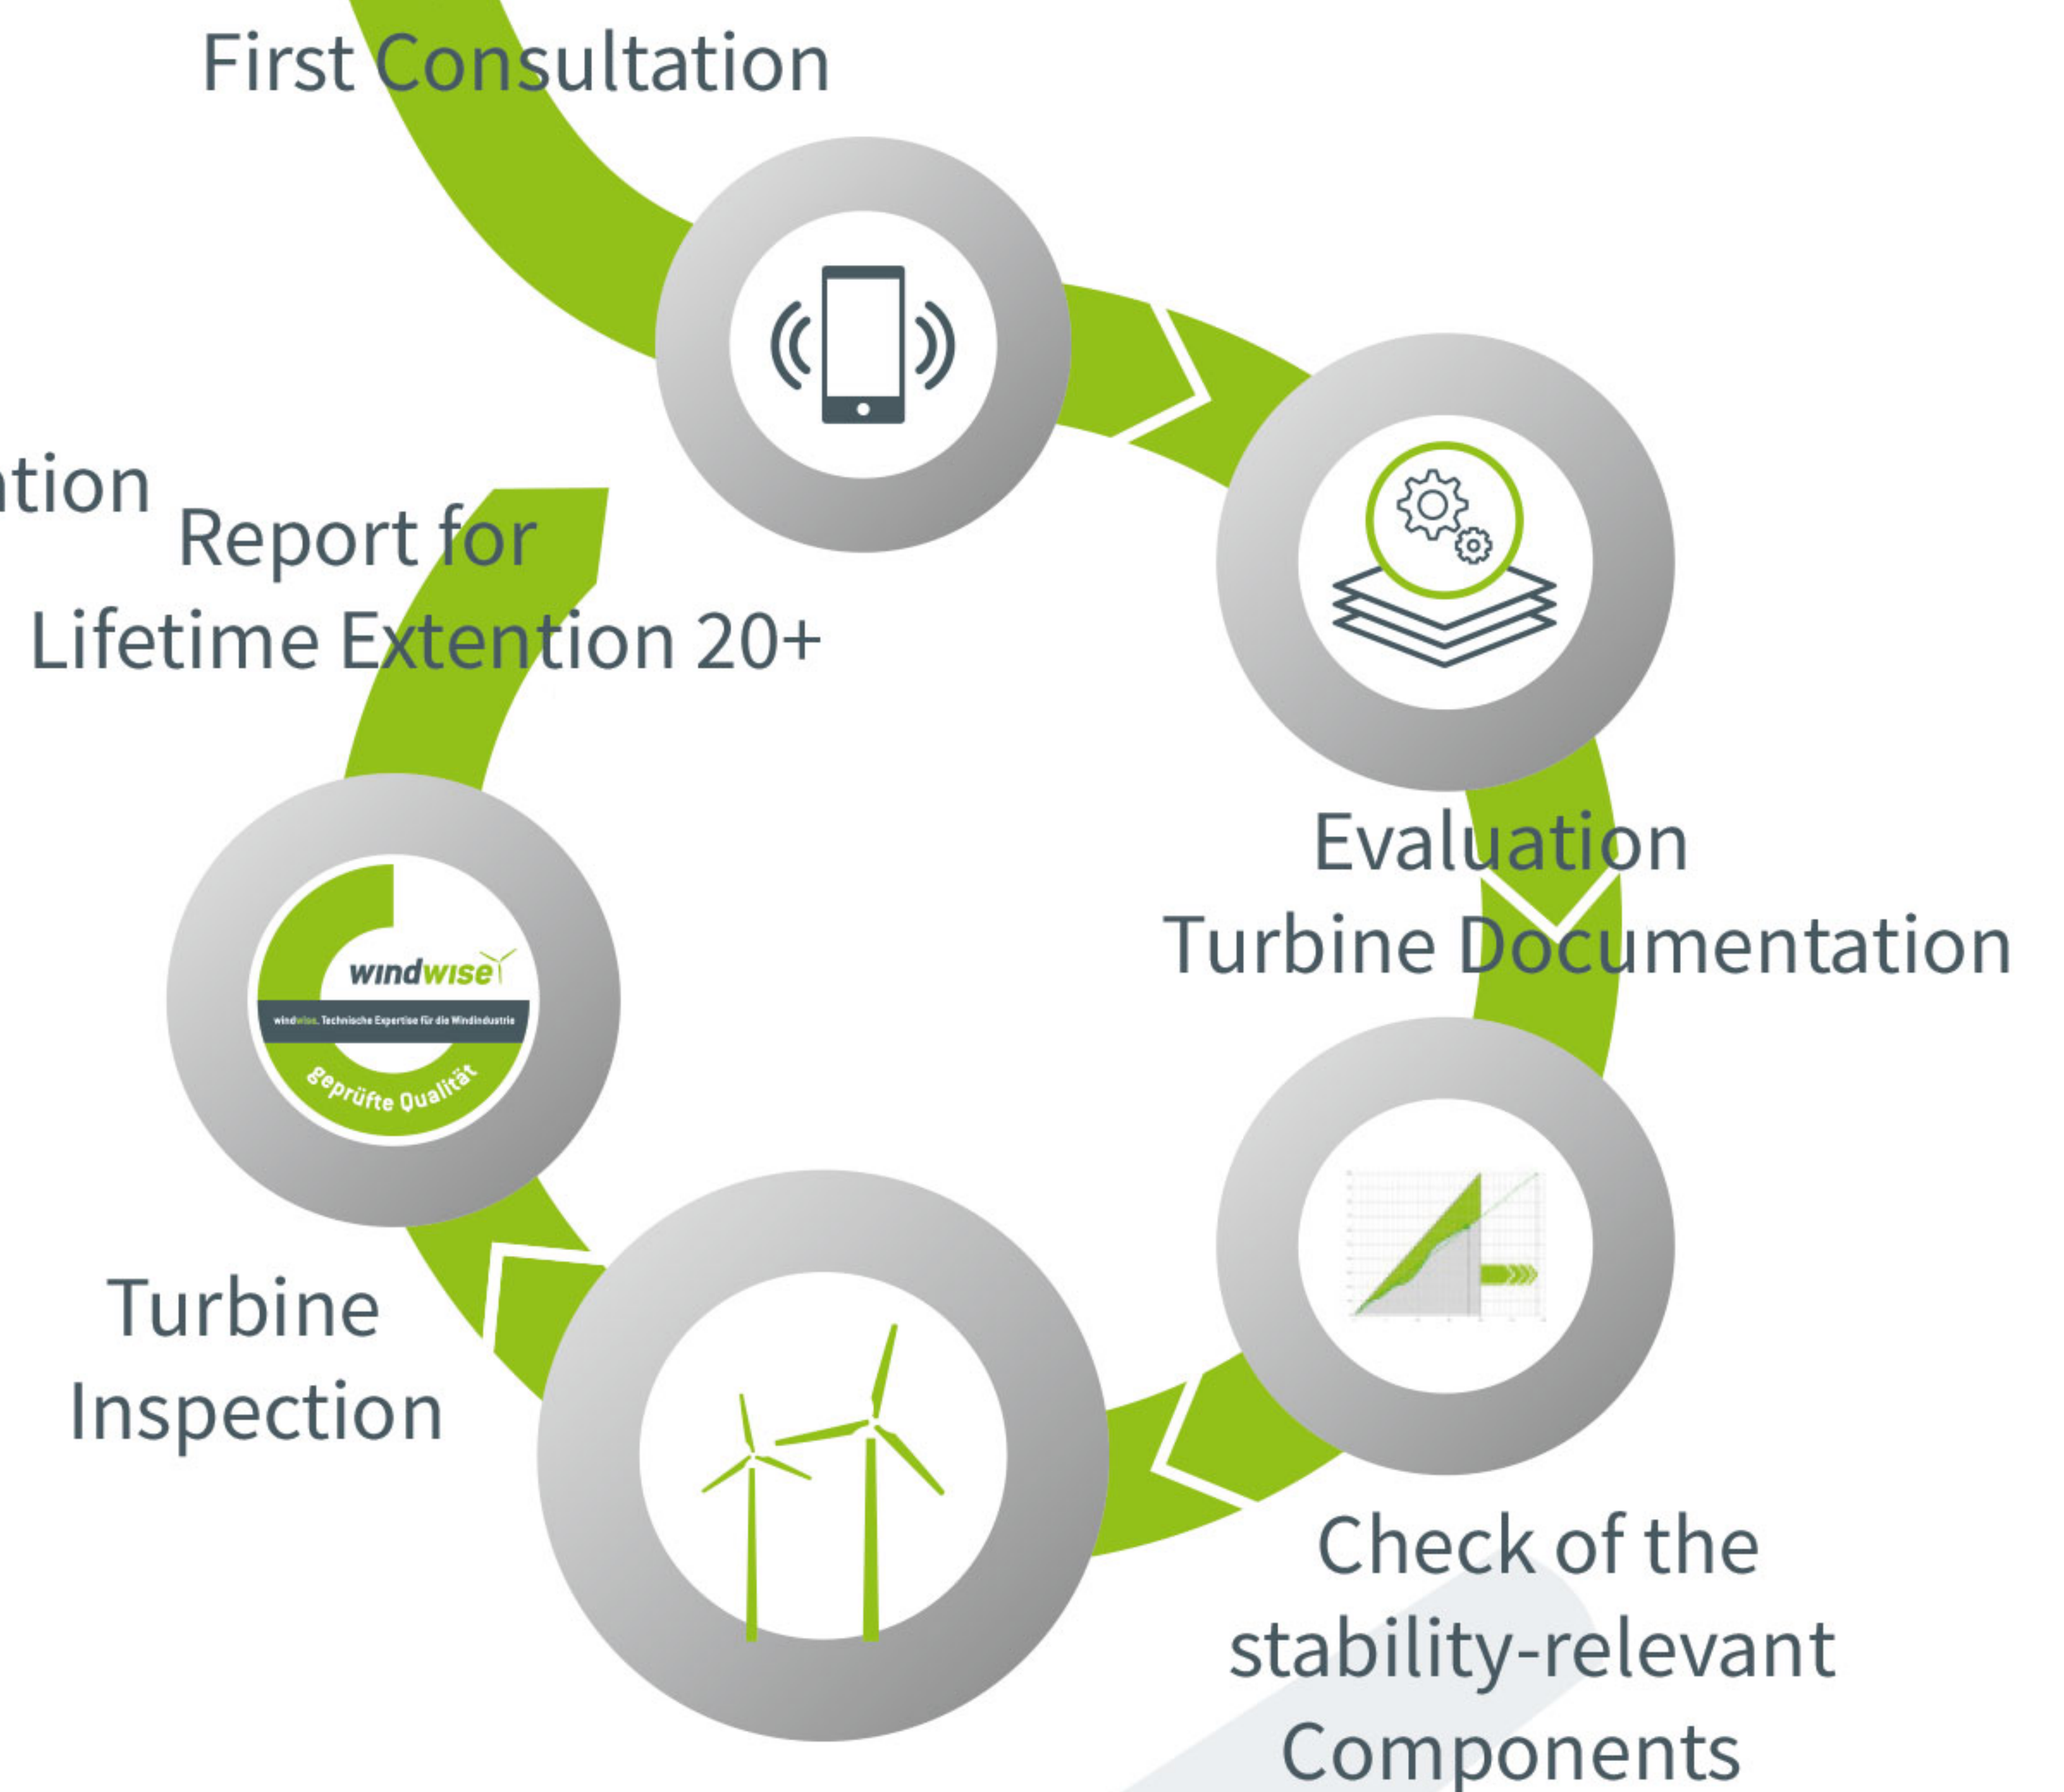 First Consultation
ntion
Report for
Lifetime Extention 20+
Evaluation
Turbine Documentation
windwise
windwise. Technische Expertise für die Windindustrie
geprüfte Qualität
Turbine
Inspection
Check of the
stability-relevant
Components